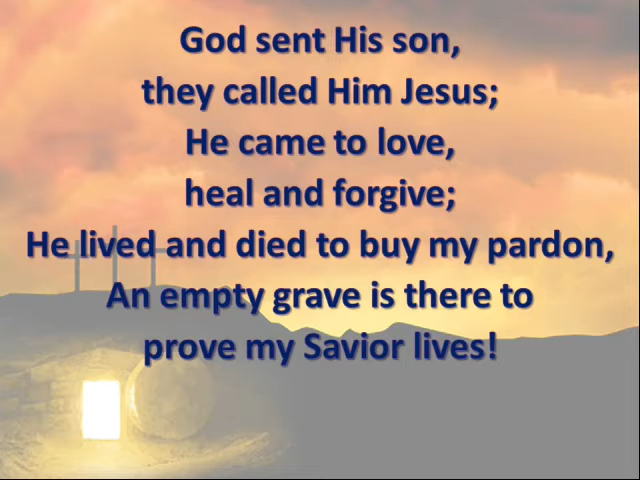 God sent His son,
they called Him Jesus;
He came to love,
heal and forgive;
He lived and died to buy my pardon,
An empty grave is there to
prove my Savior lives!